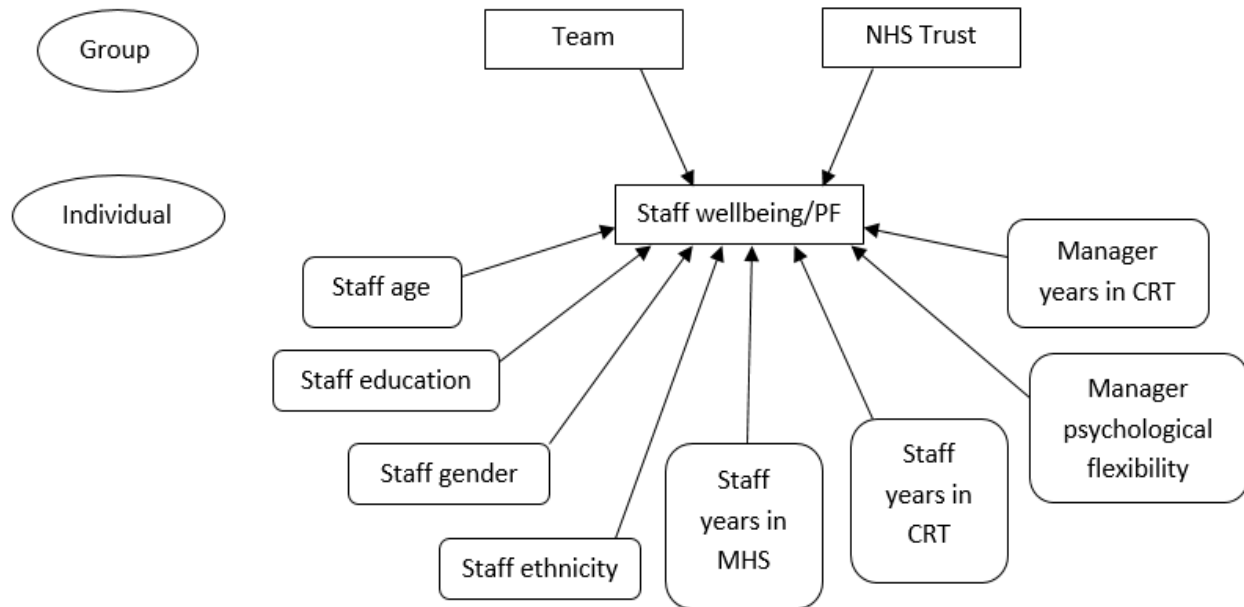 Group
Team
NHS Trust
Individual
Staff wellbeing/PF
Manager
years in CRT
Staff age
Staff education
Manager
psychological
flexibility
Staff gender
Staff
years in
MHS
Staff
years in
CRT
Staff ethnicity